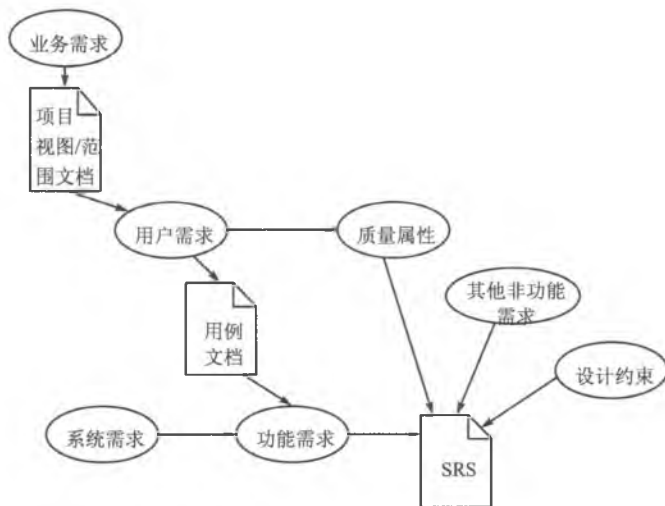 业务需求
项目
视图/范
围文档
用户需求
质量属性
其他非功能
需求
用例
文档
设计约束
系统需求
功能需求
SRS